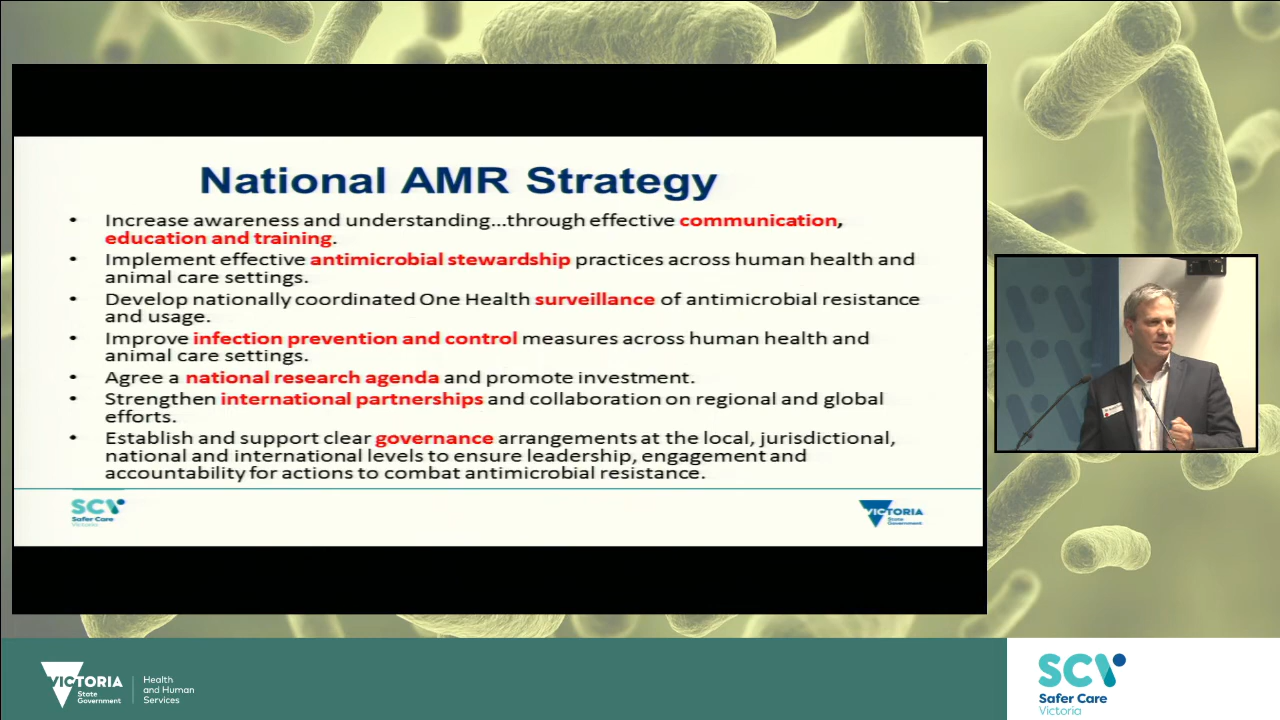 National AMR Strategy
• Increase awareness and understanding...through effective communication,
education and training.
• Implement effective antimicrobial stewardship practices across human health and
animal care settings.
• Develop nationally coordinated One Health surveillance of antimicrobial resistance
and usage.
• Improve infection prevention and control measures across human health and
animal care settings.
• Agree a national research agenda and promote investment.
• Strengthen international partnerships and collaboration on regional and global
efforts.
• Establish and support clear governance arrangements at the local, jurisdictional,
national and international levels to ensure leadership, engagement and
accountability for actions to combat antimicrobial resistance.
SCV
Safer Care
Victoria
VICTORIA
State
Government
VICTORIA
State
Government
Health
and Human
Services
SCV
Safer Care
Victoria